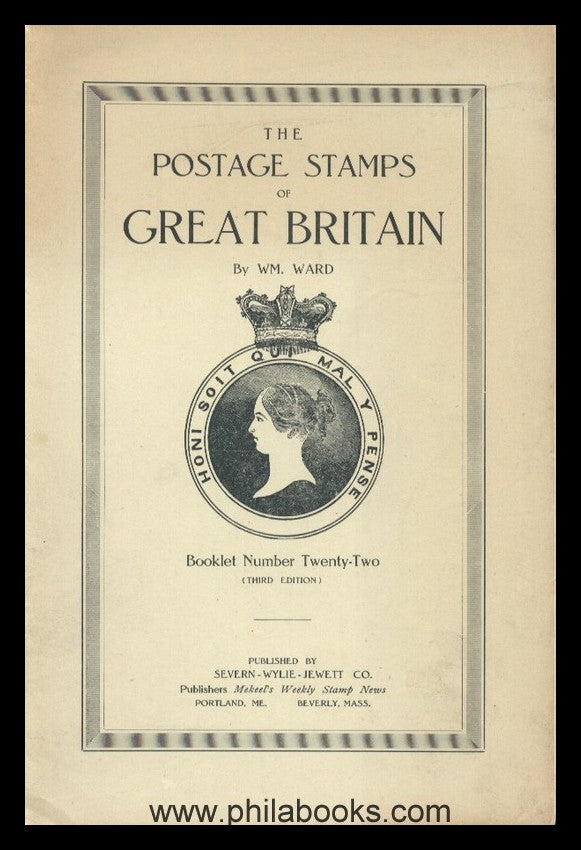 THE
POSTAGE STAMPS
OF
GREAT BRITAIN
By WM. WARD
HONI SOIT QUI MAL Y PENSE
Booklet Number Twenty-Two
(THIRD EDITION)
PUBLISHED BY
SEVERN-WYLIE-JEWETT CO.
Publishers Mekeel's Weekly Stamp News
PORTLAND, ME. BEVERLY, MASS.
www.philabooks.com